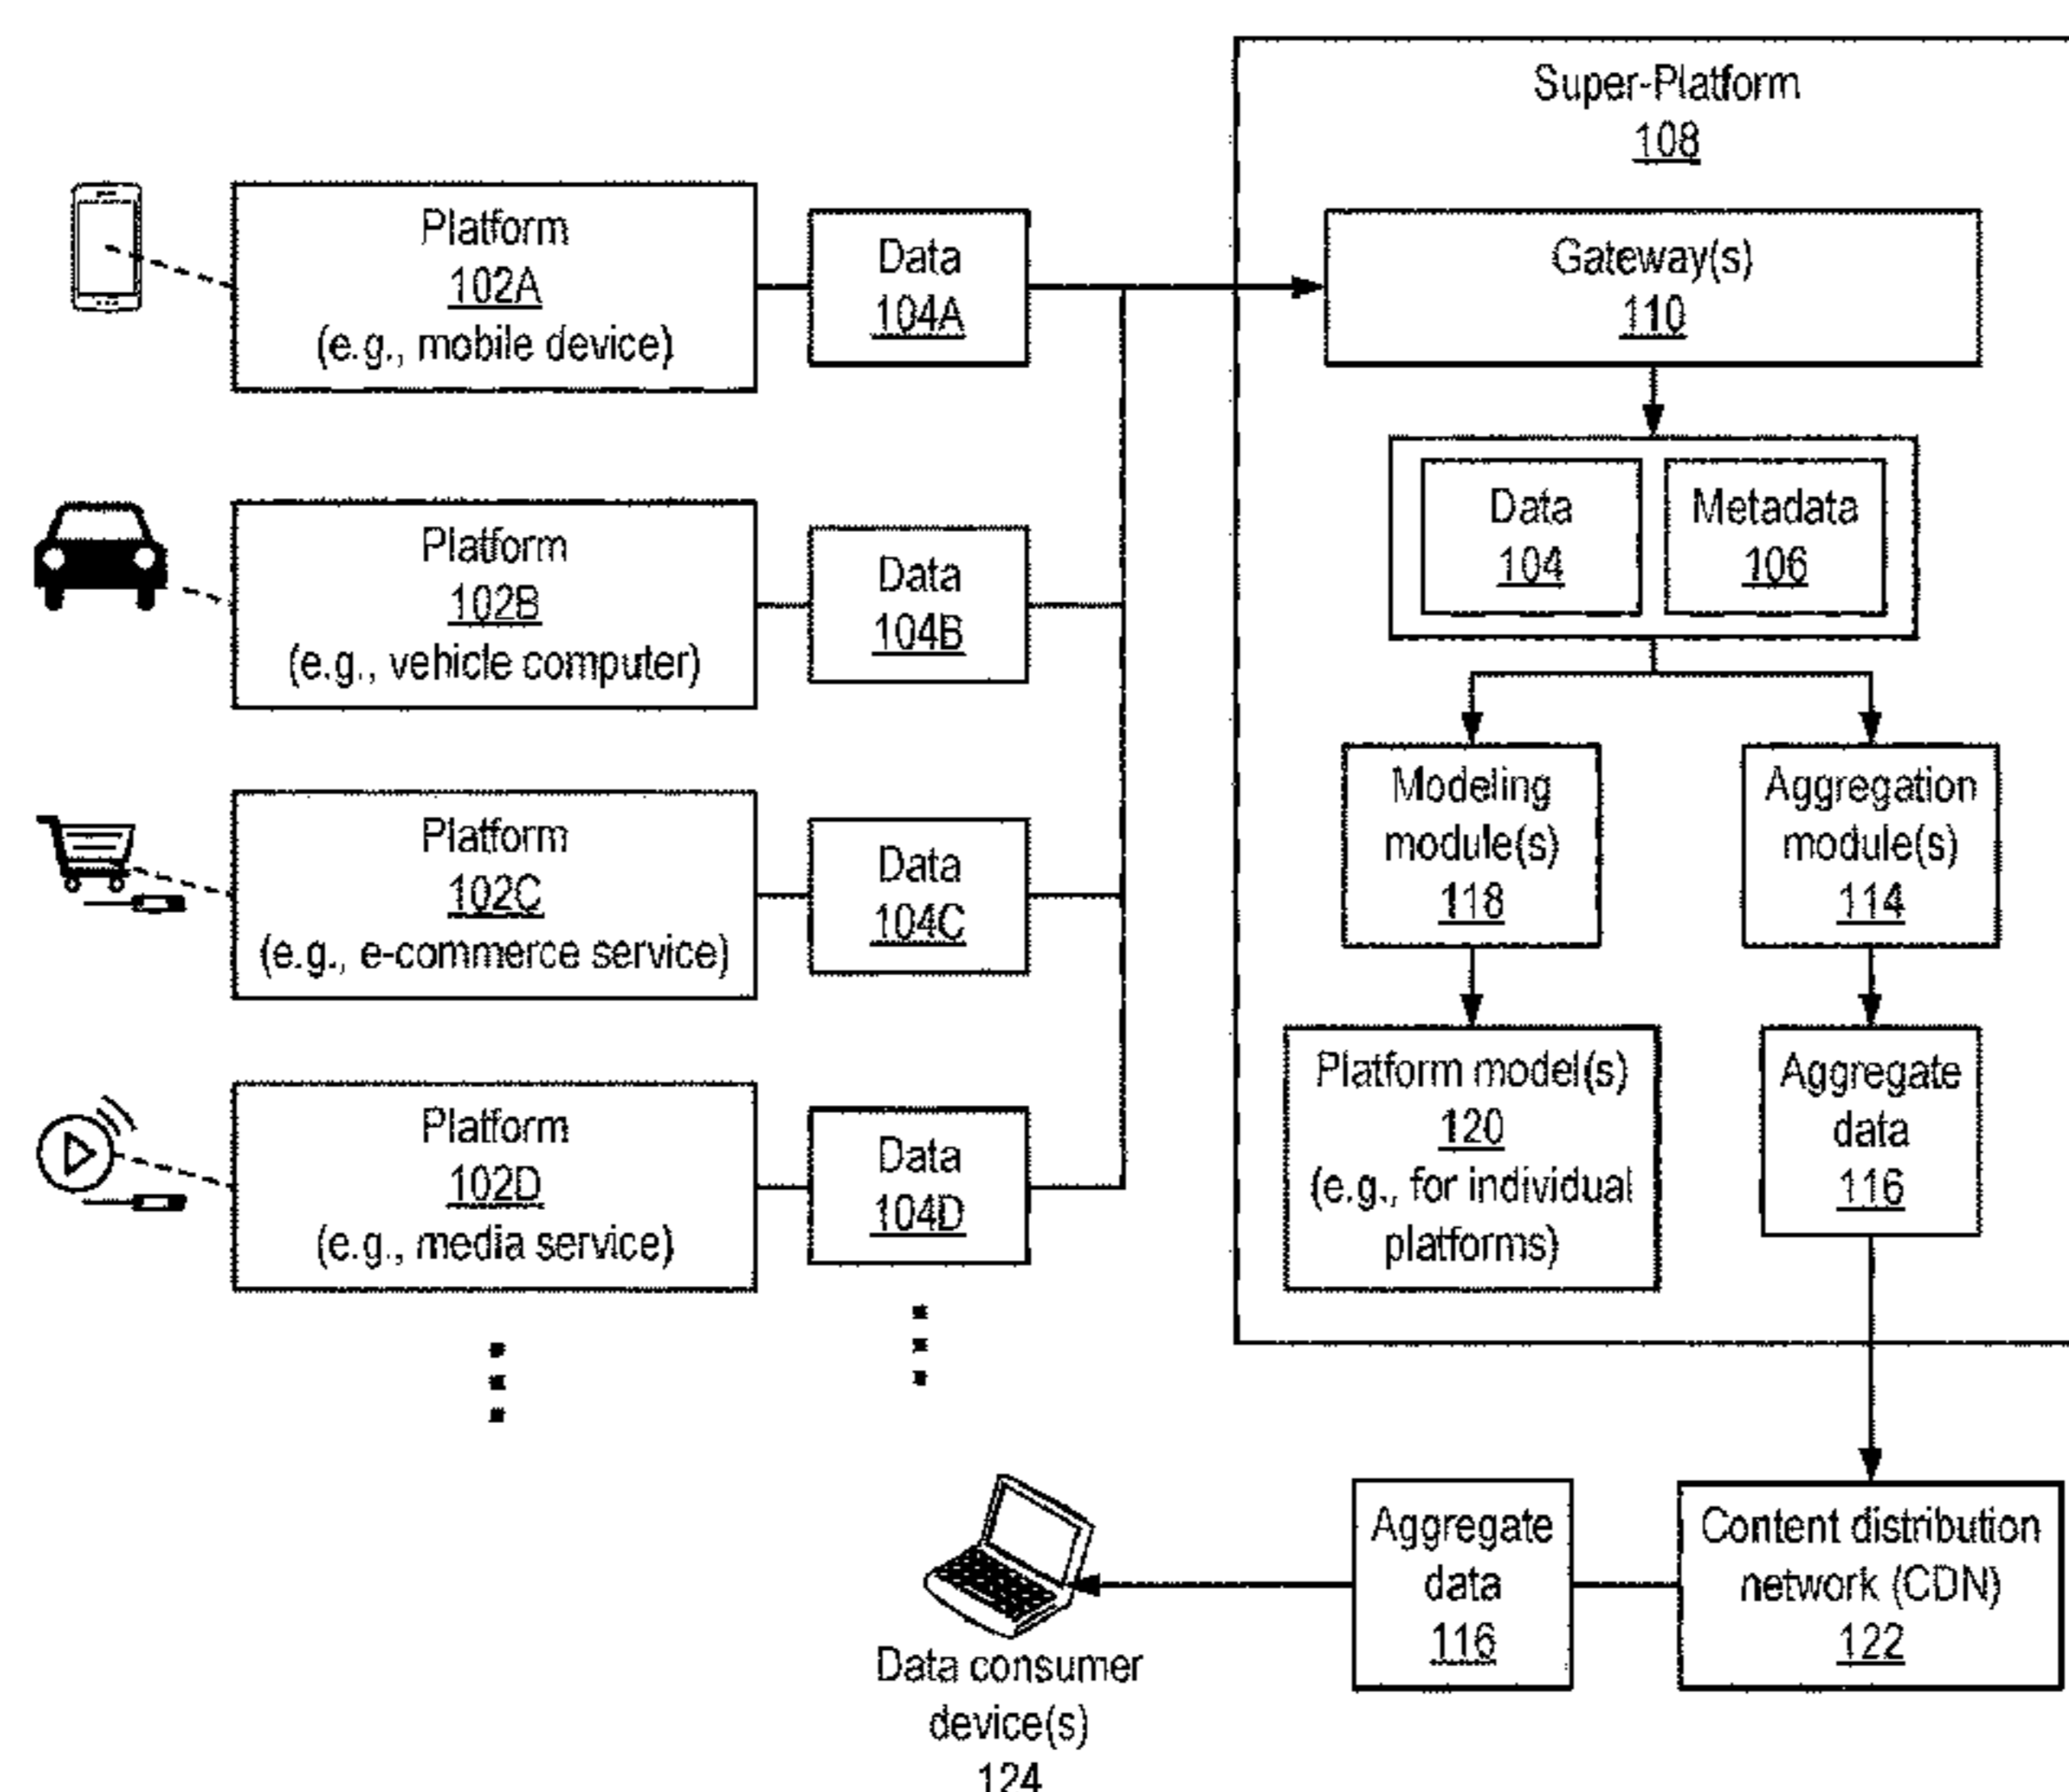 Super-Platform
108
Platform
102A
(e.g., mobile device)
Data
104A
Gateway(s)
110
Data
104
Metadata
106
Platform
102B
(e.g., vehicle computer)
Data
104B
Modeling
module(s)
118
Aggregation
module(s)
114
Platform
102C
(e.g., e-commerce service)
Data
104C
Platform model(s)
120
(e.g., for individual
platforms)
Aggregate
data
116
Platform
102D
(e.g., media service)
Data
104D
Content distribution
network (CDN)
122
Aggregate
data
116
Data consumer
device(s)
124